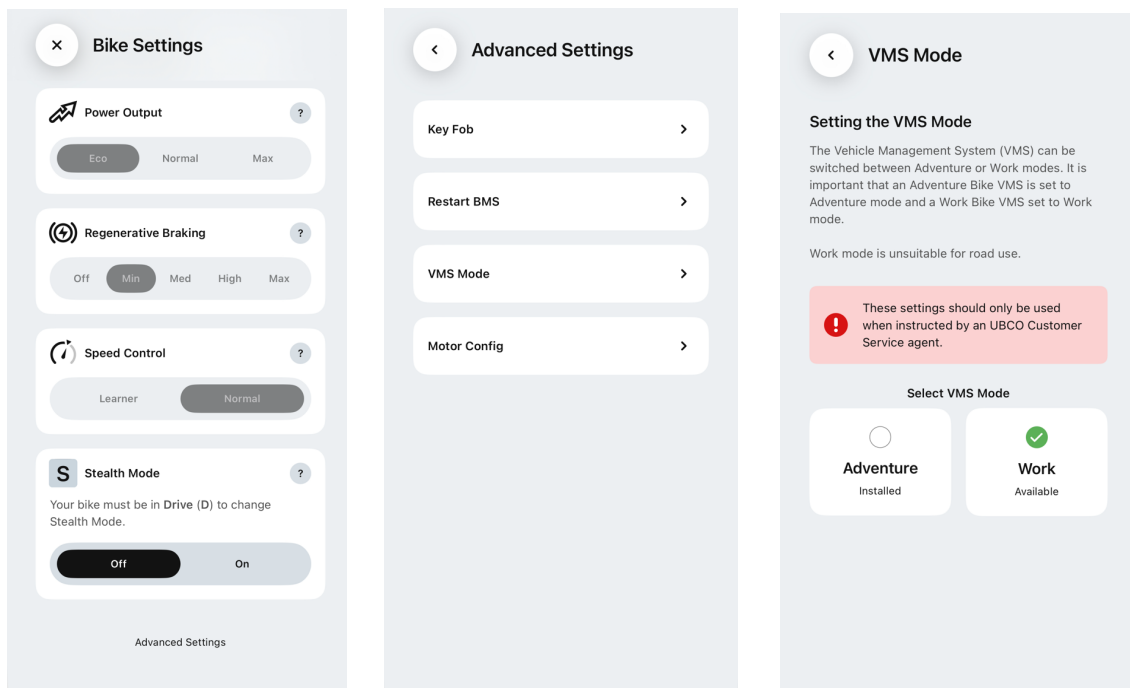 Bike Settings
Power Output
?
Eco Normal Max
Regenerative Braking
?
Off Min Med High Max
Speed Control
?
Learner Normal
S Stealth Mode
?
Your bike must be in Drive (D) to change
Stealth Mode.
Off On
Advanced Settings
Advanced Settings
Key Fob
Restart BMS
VMS Mode
Motor Config
VMS Mode
Setting the VMS Mode
The Vehicle Management System (VMS) can be
switched between Adventure or Work modes. It is
important that an Adventure Bike VMS is set to
Adventure mode and a Work Bike VMS set to Work
mode.
Work mode is unsuitable for road use.
These settings should only be used
when instructed by an UBCO Customer
Service agent.
Select VMS Mode
Adventure
Installed
Work
Available